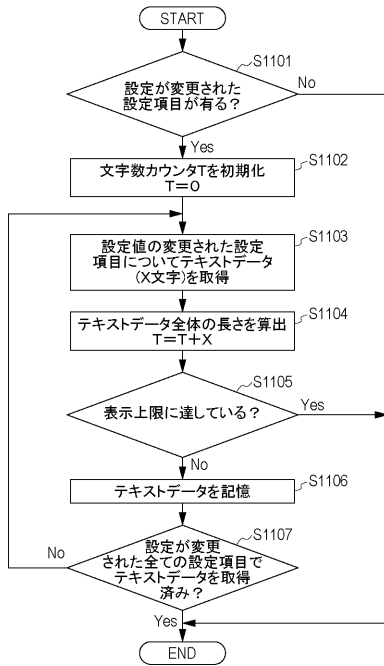 START
S1101
設定が変更された
設定項目が有る?
No
Yes
S1102
文字数カウンタTを初期化
T=0
S1103
設定値の変更された設定
項目についてテキストデータ
(X文字)を取得
S1104
テキストデータ全体の長さを算出
T=T+X
S1105
表示上限に達している?
Yes
No
S1106
テキストデータを記憶
S1107
設定が変更
された全ての設定項目で
テキストデータを取得
済み?
No
Yes
END